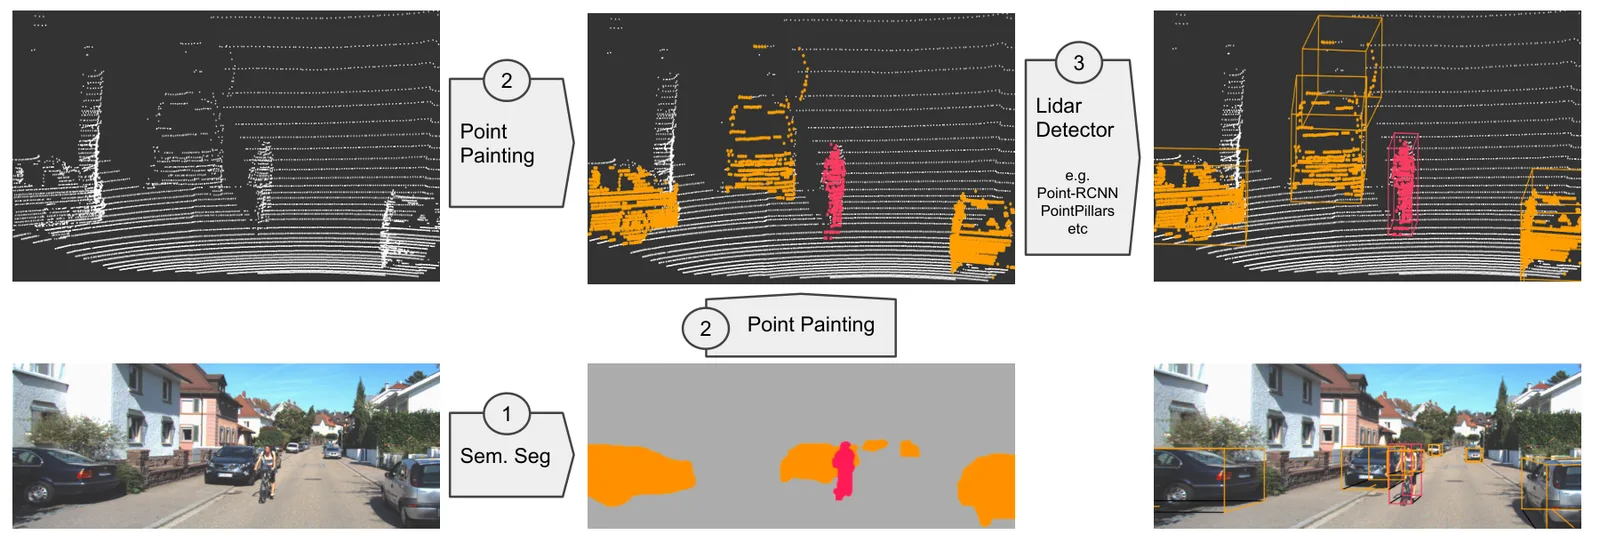 2
Point
Painting
3
Lidar
Detector
e.g.
Point-RCNN
PointPillars
etc
2
Point Painting
1
Sem. Seg